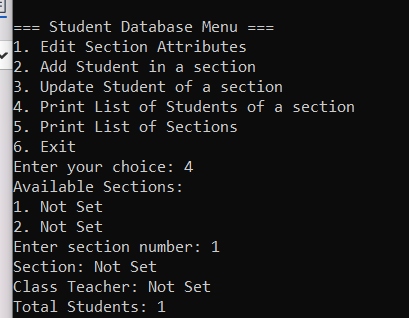 === Student Database Menu ===
1. Edit Section Attributes
2. Add Student in a section
3. Update Student of a section
4. Print List of Students of a section
5. Print List of Sections
6. Exit
Enter your choice: 4
Available Sections:
1. Not Set
2. Not Set
Enter section number: 1
Section: Not Set
Class Teacher: Not Set
Total Students: 1